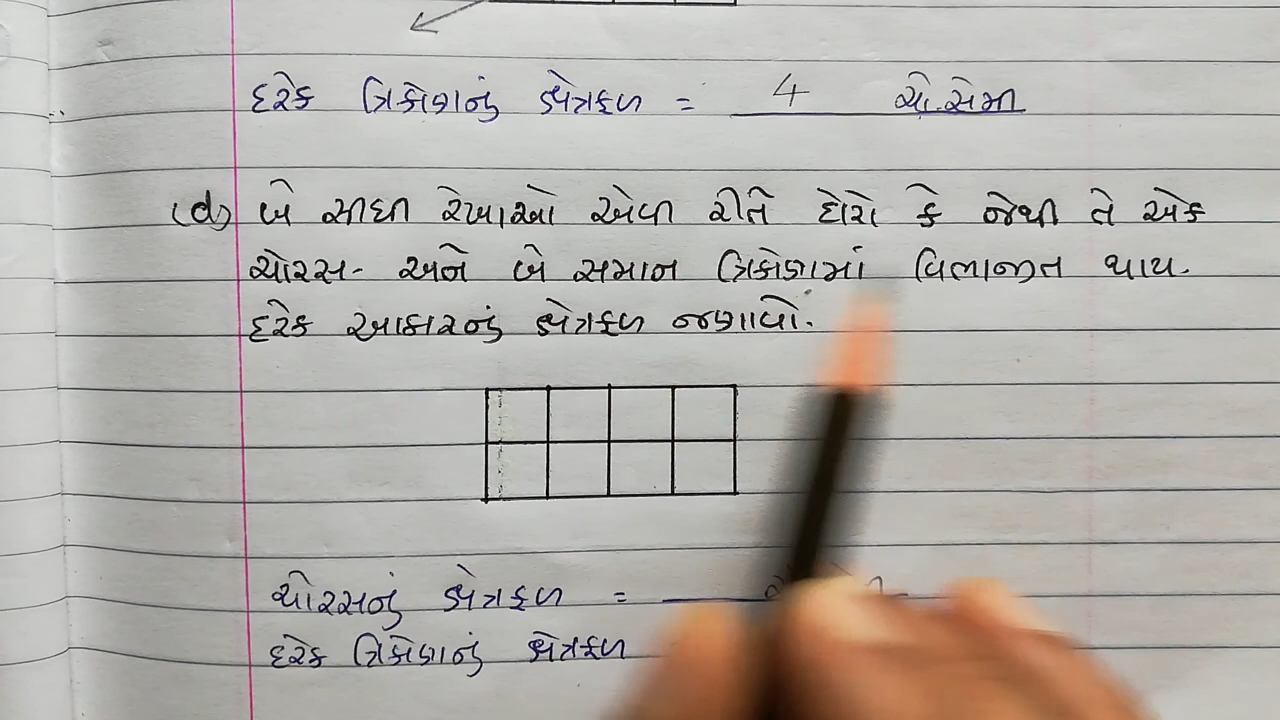 દરેક ત્રિકોણનું ક્ષેત્રફળ = 4 ચો.સેમી
(d) બે સીધી રેખાઓ એવી રીતે દોરો કે જેથી તે એક
ચોરસ- અને બે સમાન ત્રિકોણમાં વિભાજીત થાય.
દરેક આકારનું ક્ષેત્રફળ જણાવો.
ચોરસનું ક્ષેત્રફળ =
દરેક ત્રિકોણનું ક્ષેત્રફળ